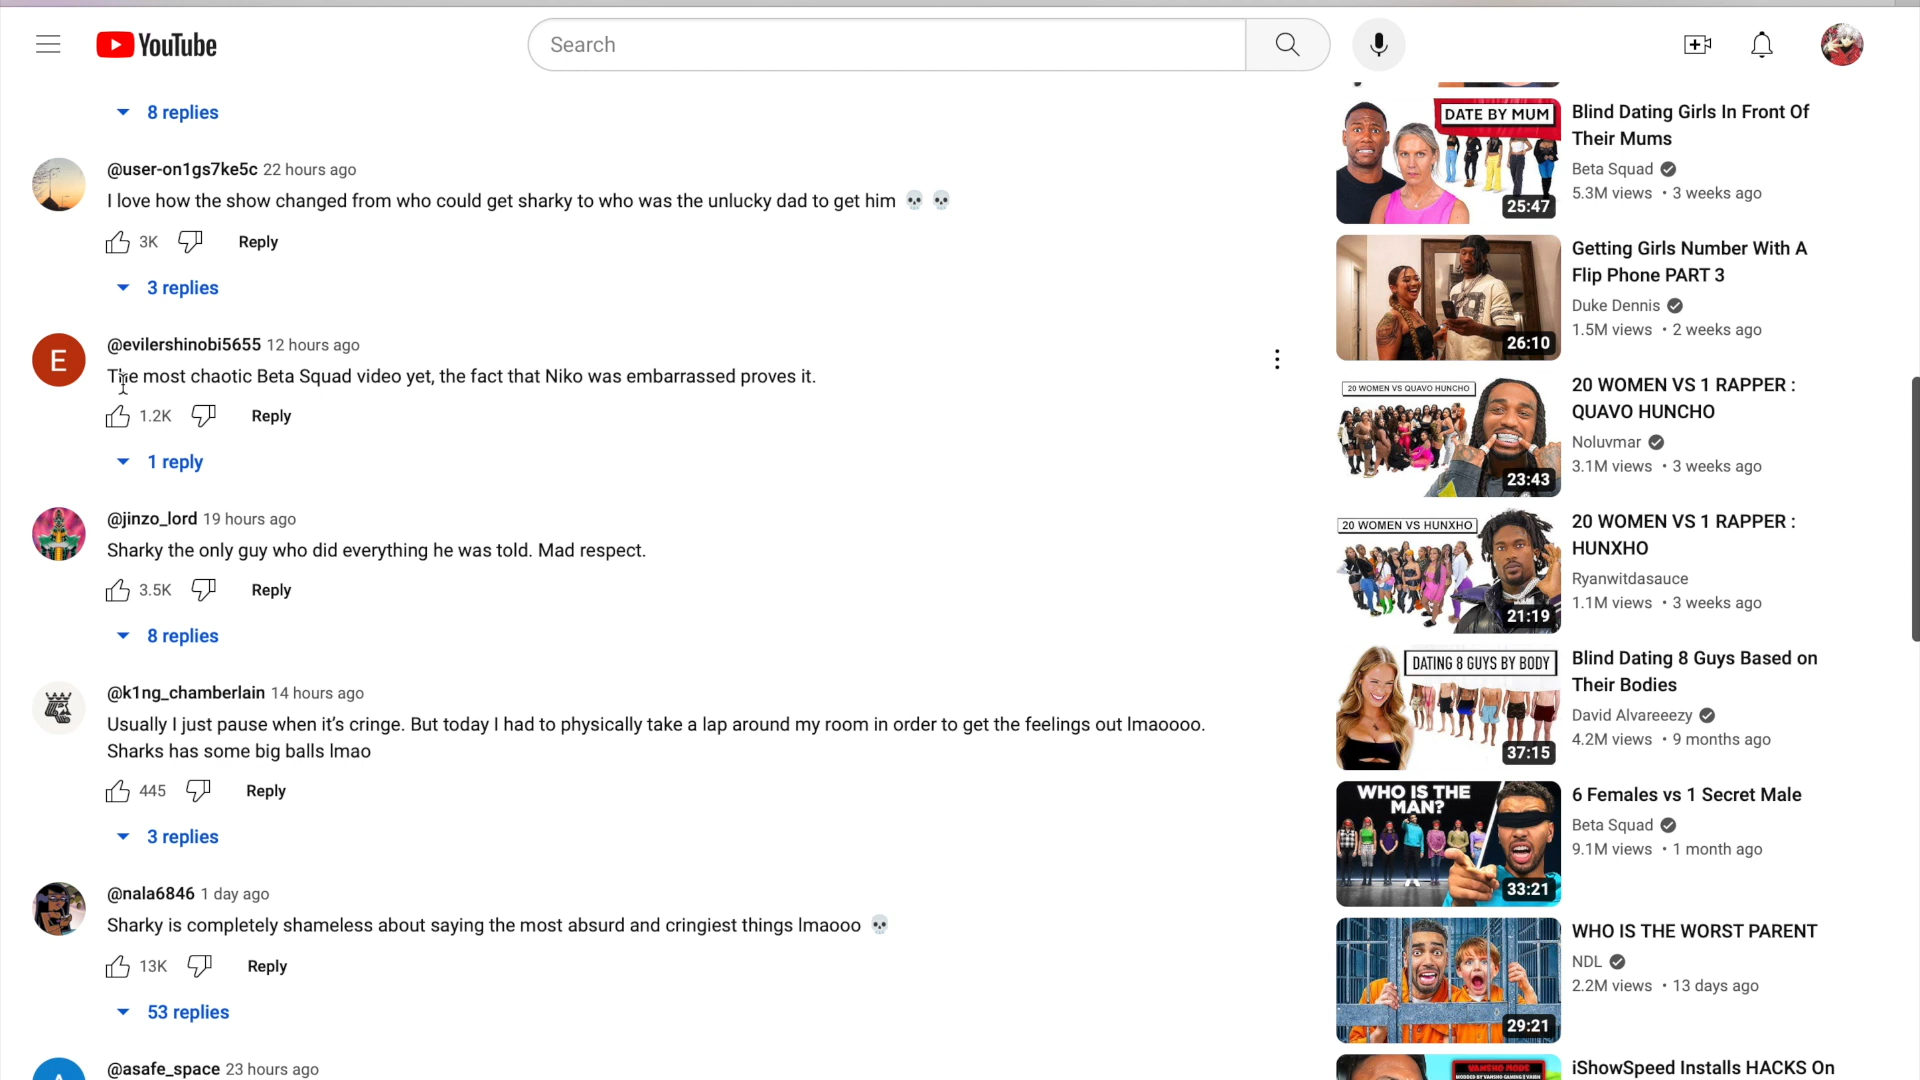 YouTube
Search
8 replies
@user-on1gs7ke5c 22 hours ago
I love how the show changed from who could get sharky to who was the unlucky dad to get him 💀 💀
3K Reply
3 replies
E
@evilershinobi5655 12 hours ago
The most chaotic Beta Squad video yet, the fact that Niko was embarrassed proves it.
1.2K Reply
1 reply
@jinzo_lord 19 hours ago
Sharky the only guy who did everything he was told. Mad respect.
3.5K Reply
8 replies
@k1ng_chamberlain 14 hours ago
Usually I just pause when it’s cringe. But today I had to physically take a lap around my room in order to get the feelings out lmaoooo.
Sharks has some big balls lmao
445 Reply
3 replies
@nala6846 1 day ago
Sharky is completely shameless about saying the most absurd and cringiest things lmaooo 💀
13K Reply
53 replies
@asafe_space 23 hours ago
DATE BY MUM
25:47
Blind Dating Girls In Front Of
Their Mums
Beta Squad
5.3M views • 3 weeks ago
26:10
Getting Girls Number With A
Flip Phone PART 3
Duke Dennis
1.5M views • 2 weeks ago
20 WOMEN VS QUAVO HUNCHO
23:43
20 WOMEN VS 1 RAPPER :
QUAVO HUNCHO
Noluvmar
3.1M views • 3 weeks ago
20 WOMEN VS HUNXHO
21:19
20 WOMEN VS 1 RAPPER :
HUNXHO
Ryanwitdasauce
1.1M views • 3 weeks ago
DATING 8 GUYS BY BODY
37:15
Blind Dating 8 Guys Based on
Their Bodies
David Alvareeezy
4.2M views • 9 months ago
WHO IS THE
MAN?
33:21
6 Females vs 1 Secret Male
Beta Squad
9.1M views • 1 month ago
29:21
WHO IS THE WORST PARENT
NDL
2.2M views • 13 days ago
iShowSpeed Installs HACKS On